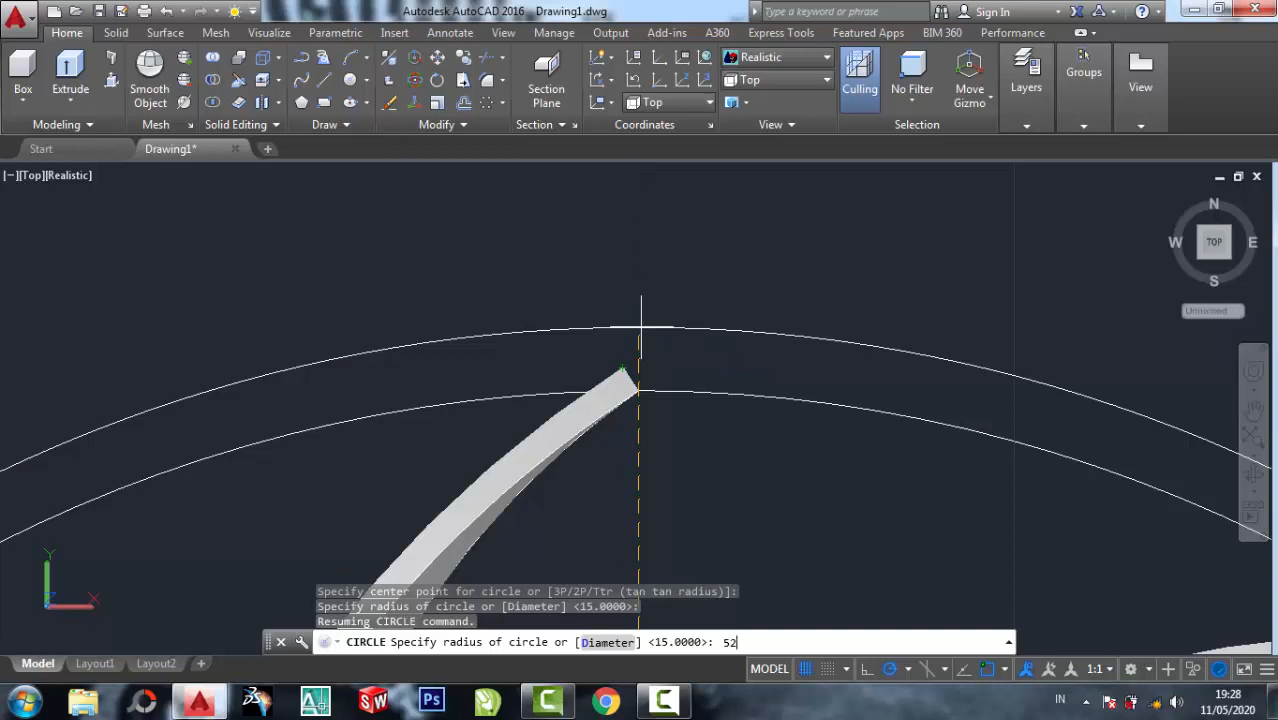 Autodesk AutoCAD 2016 Drawing1.dwg
Type a keyword or phrase
Sign In
Home Solid Surface Mesh Visualize Parametric Insert Annotate View Manage Output Add-ins A360 Express Tools Featured Apps BIM 360 Performance
Box
Extrude
Smooth Object
Section Plane
Top
Realistic
Top
Culling
No Filter
Move Gizmo
Layers
Groups
View
Modeling Mesh Solid Editing Draw Modify Section Coordinates View Selection
Start Drawing1*
[−][Top][Realistic]
N
W TOP E
S
Unnamed
Y
X
Specify center point for circle or [3P/2P/Ttr (tan tan radius)]:
Specify radius of circle or [Diameter] <15.0000>:
Resuming CIRCLE command.
CIRCLE Specify radius of circle or [Diameter] <15.0000>: 52
Model Layout1 Layout2
MODEL
1:1
Ps
IN
19:28
11/05/2020